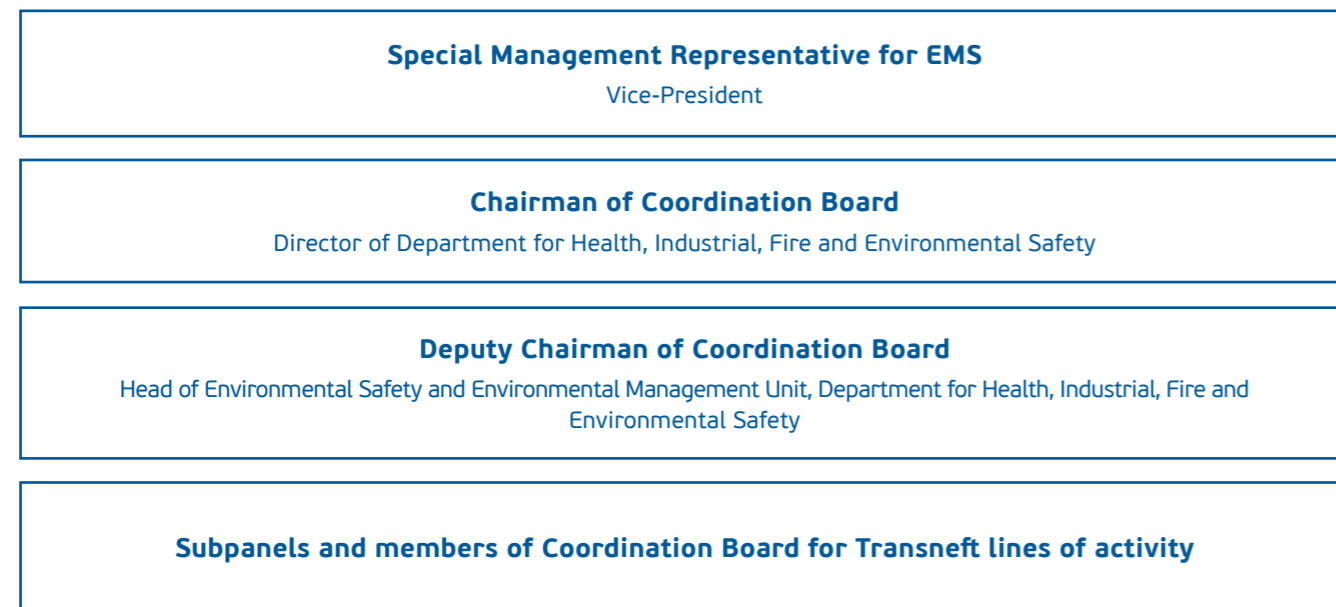 Special Management Representative for EMS
Vice-President
Chairman of Coordination Board
Director of Department for Health, Industrial, Fire and Environmental Safety
Deputy Chairman of Coordination Board
Head of Environmental Safety and Environmental Management Unit, Department for Health, Industrial, Fire and
Environmental Safety
Subpanels and members of Coordination Board for Transneft lines of activity